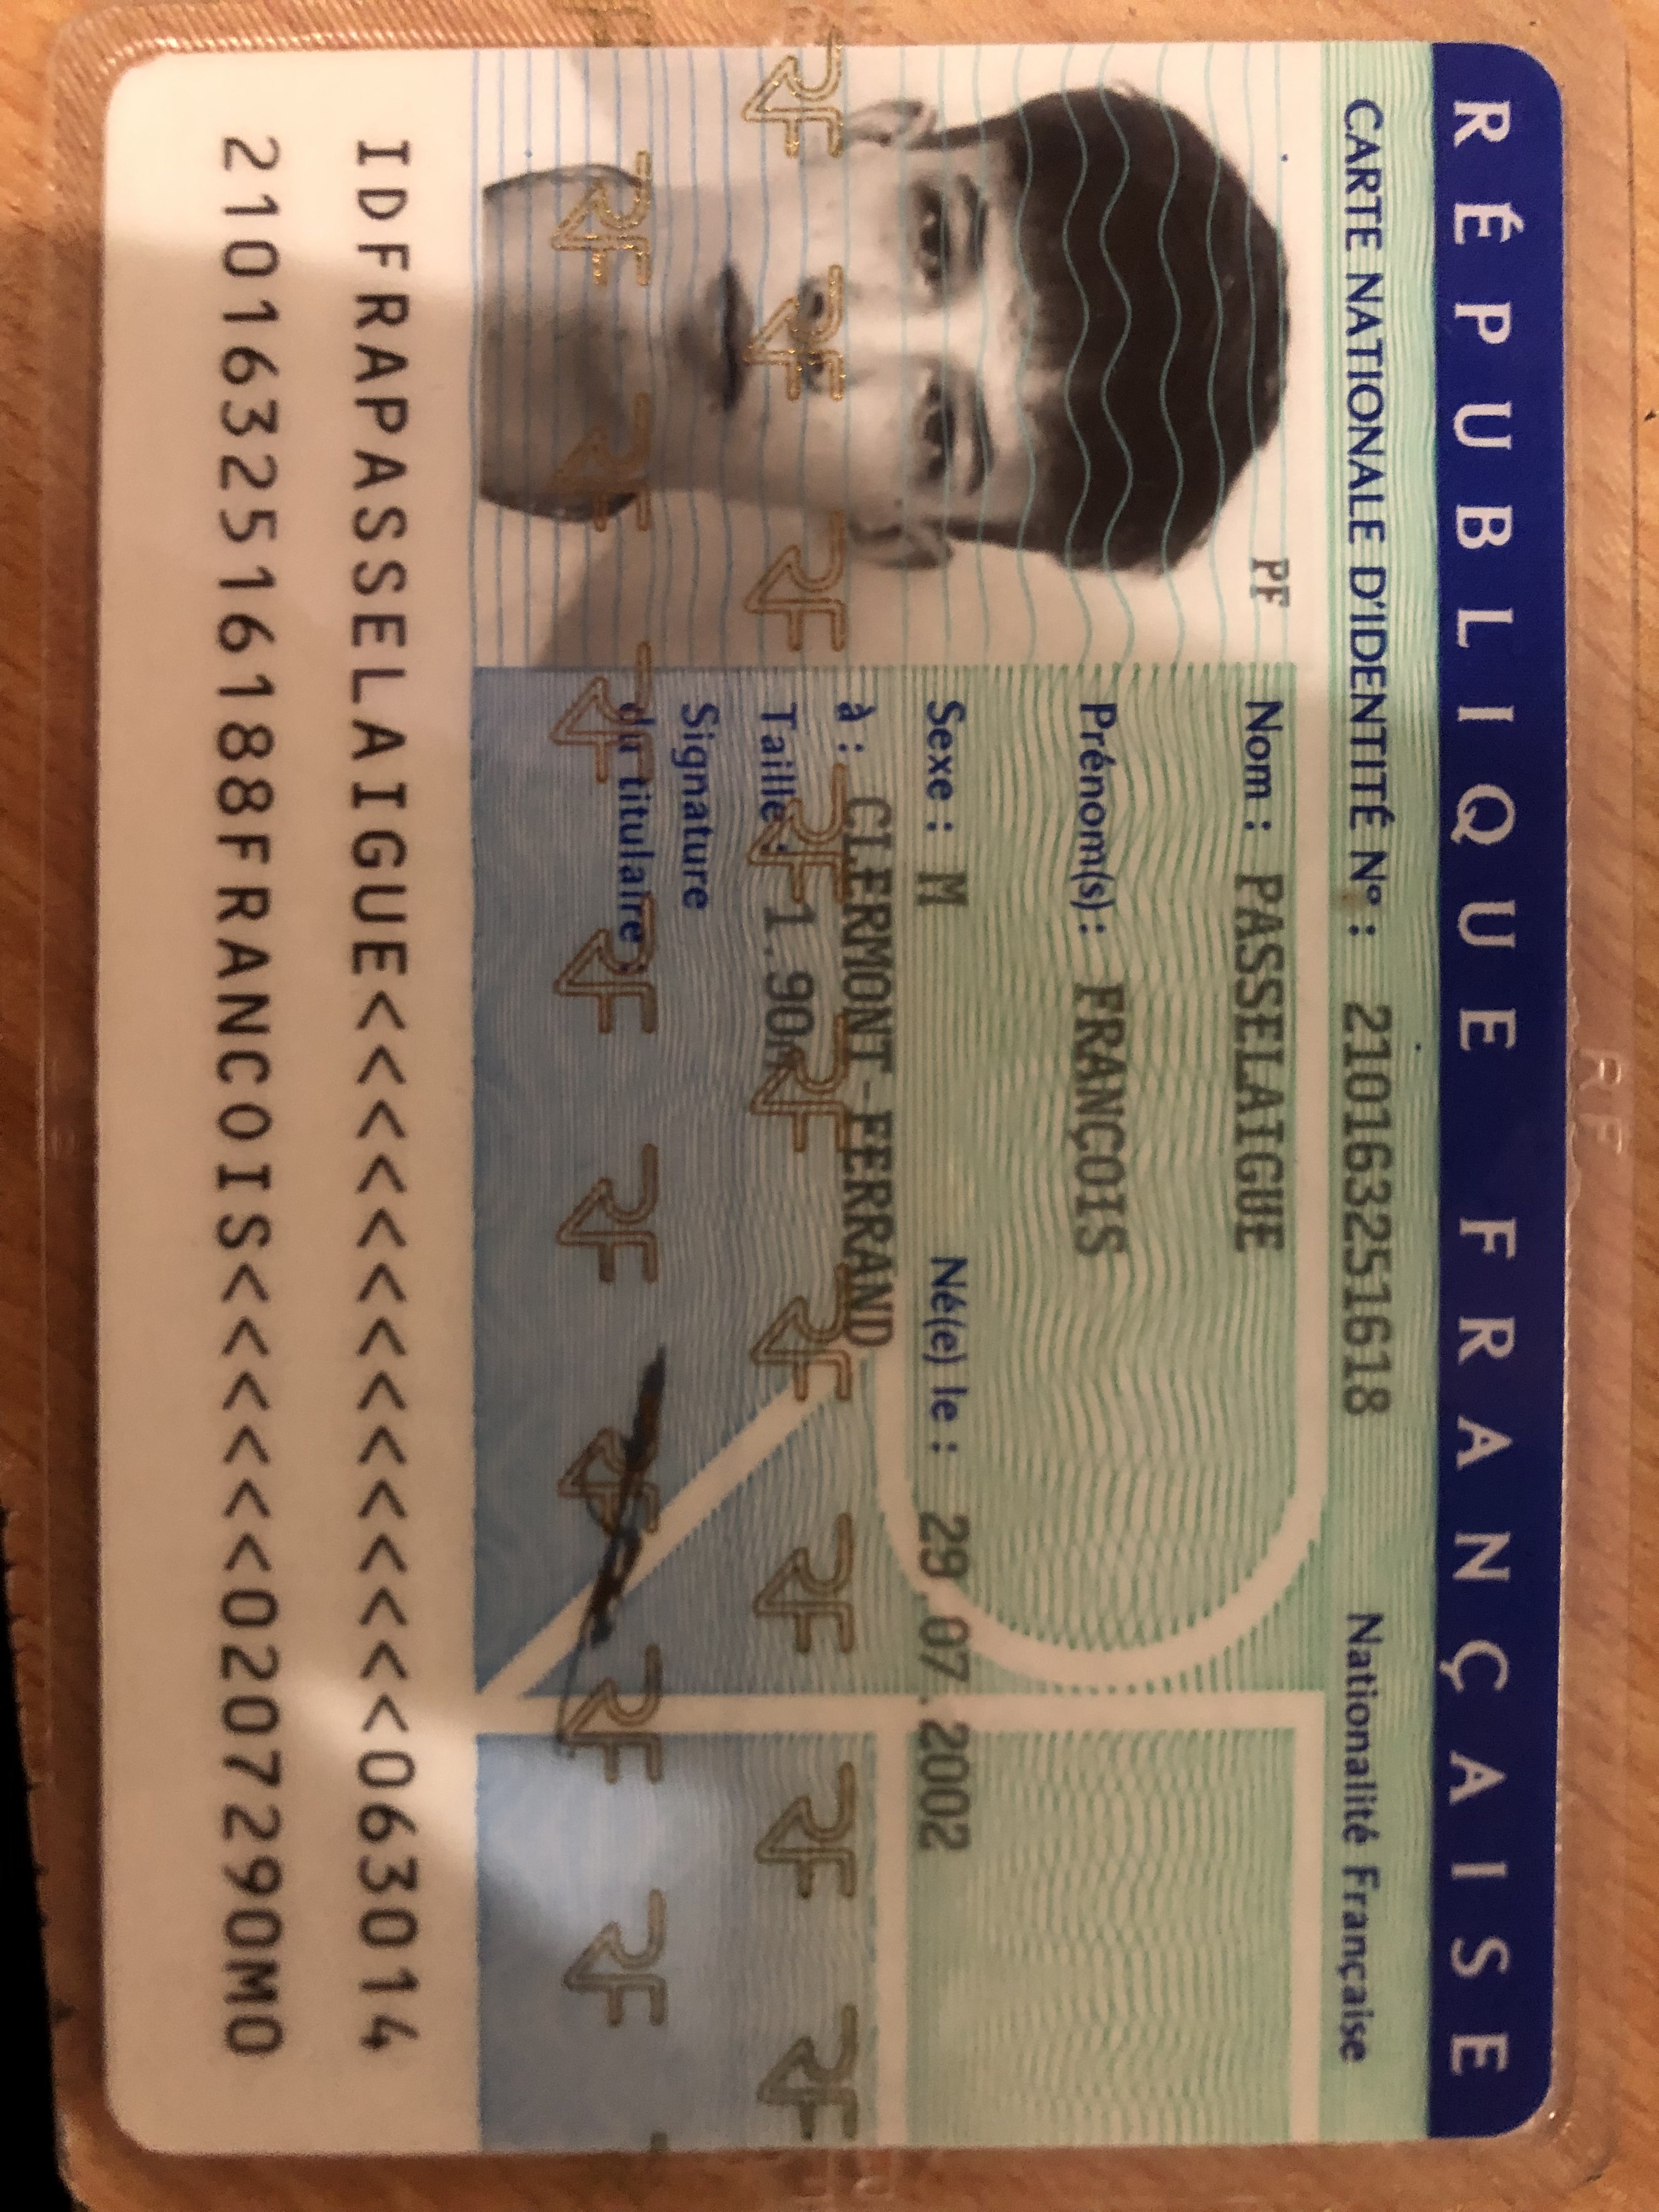 RÉPUBLIQUE FRANÇAISE
CARTE NATIONALE D'IDENTITÉ N° : 210163251618 Nationalité Française
PF
Nom : PASSELAIGUE
Prénom(s) : FRANÇOIS
Sexe : M Né(e) le : 29.07.2002
à : CLERMONT-FERRAND
Taille : 1.90m
Signature
du titulaire
IDFRAPASSELAIGUE<<<<<<<<<<<<<<063014
2101632516188FRANCOIS<<<<<<0207290M0